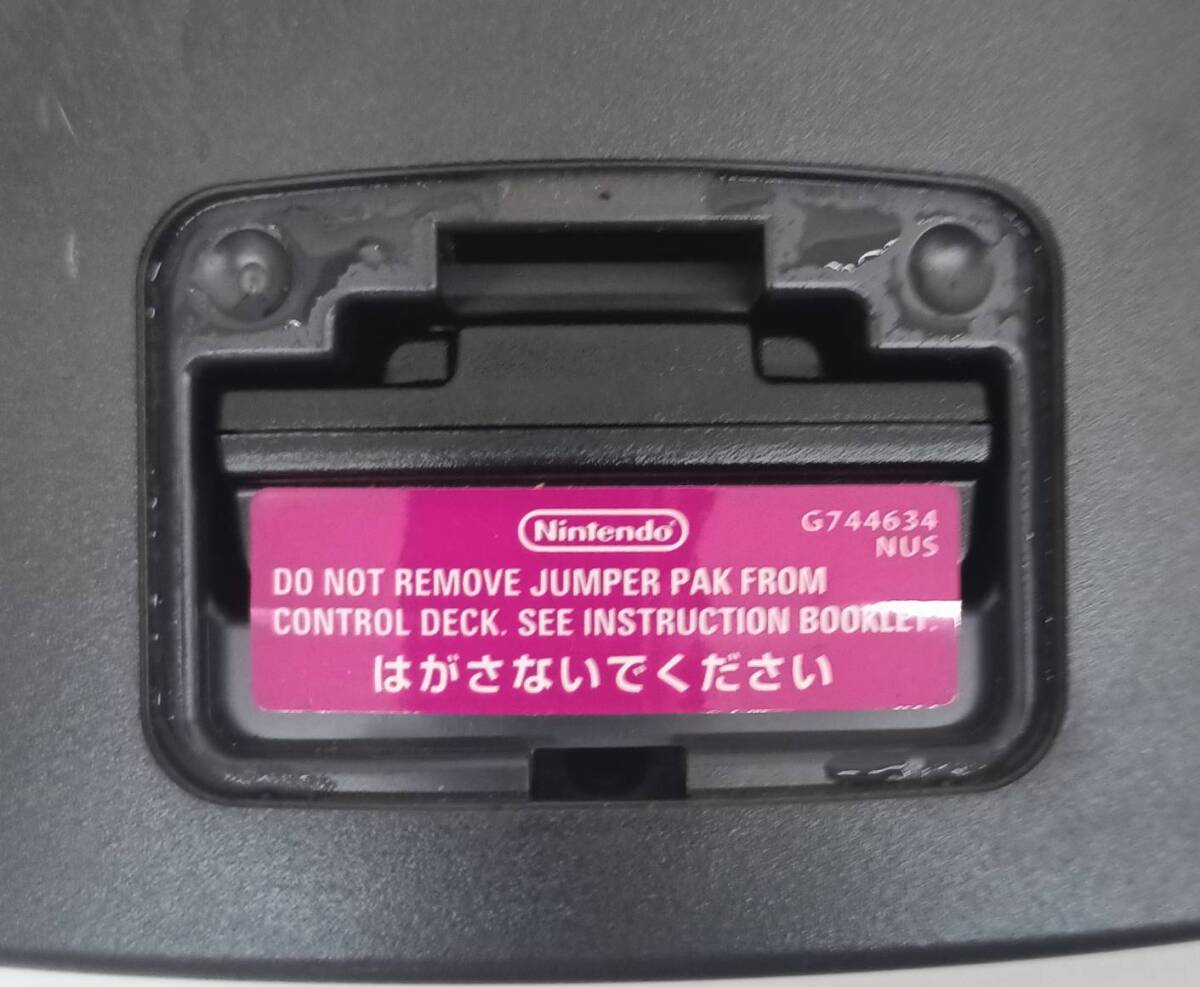 Nintendo®
G744634
NUS
DO NOT REMOVE JUMPER PAK FROM
CONTROL DECK. SEE INSTRUCTION BOOKLET.
はがさないでください